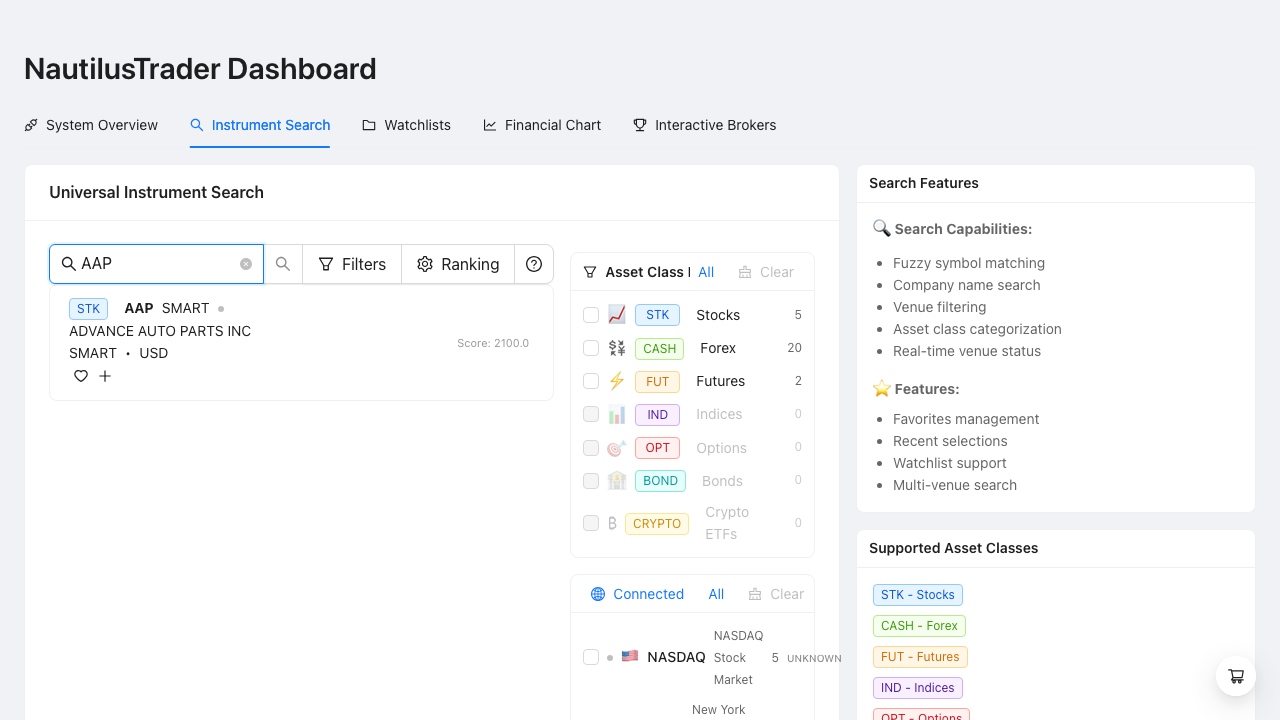 NautilusTrader Dashboard
System Overview
Instrument Search
Watchlists
Financial Chart
Interactive Brokers
Universal Instrument Search
AAP
Filters
Ranking
STK AAP SMART
ADVANCE AUTO PARTS INC
SMART • USD
Score: 2100.0
Asset Class All Clear
STK Stocks 5
CASH Forex 20
FUT Futures 2
IND Indices 0
OPT Options 0
BOND Bonds 0
CRYPTO Crypto ETFs 0
Connected All Clear
NASDAQ NASDAQ Stock Market 5 UNKNOWN
New York
Search Features
🔍 Search Capabilities:
• Fuzzy symbol matching
• Company name search
• Venue filtering
• Asset class categorization
• Real-time venue status
⭐ Features:
• Favorites management
• Recent selections
• Watchlist support
• Multi-venue search
Supported Asset Classes
STK - Stocks
CASH - Forex
FUT - Futures
IND - Indices
OPT - Options